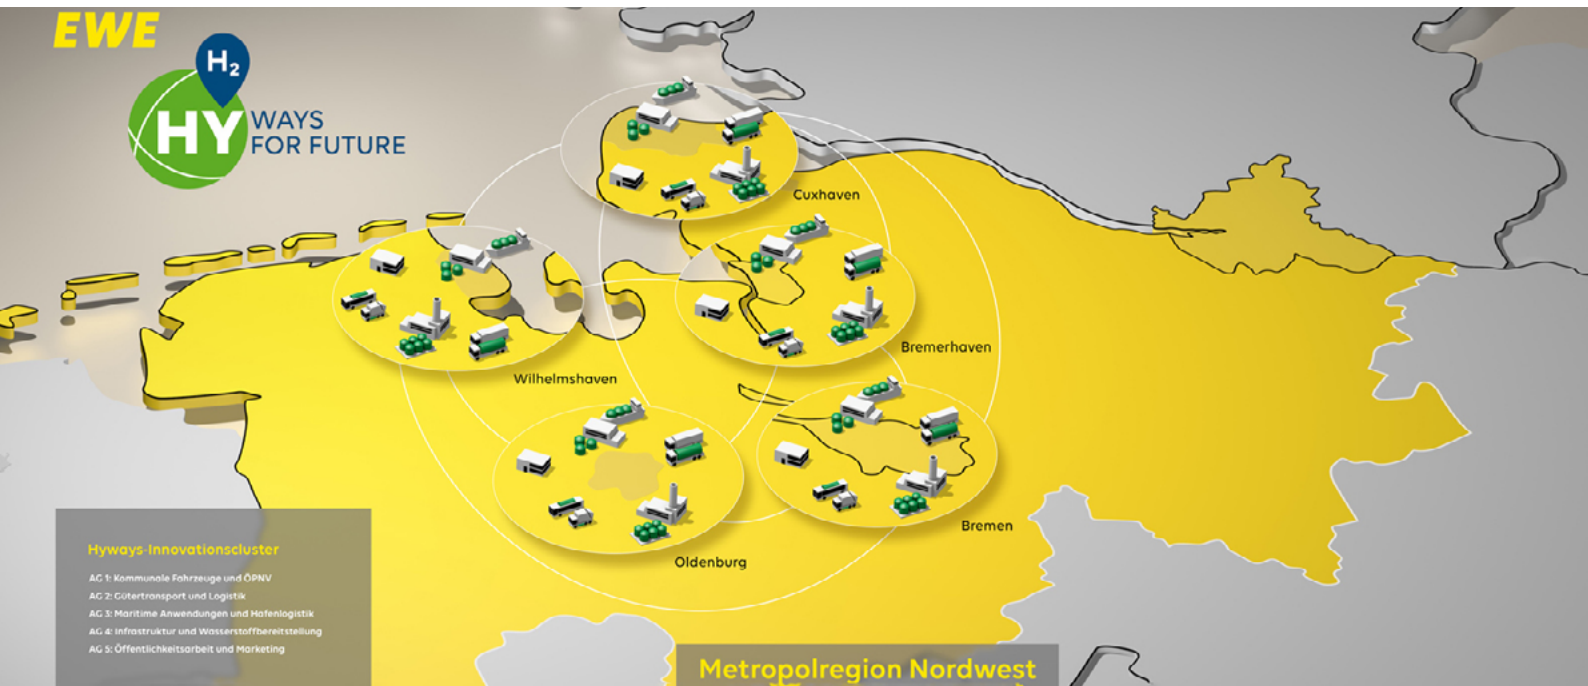 EWE
H₂
HY WAYS
FOR FUTURE
Cuxhaven
Bremerhaven
Wilhelmshaven
Bremen
Oldenburg
Hyways-Innovationscluster
AG 1: Kommunale Fahrzeuge und ÖPNV
AG 2: Gütertransport und Logistik
AG 3: Maritime Anwendungen und Hafenlogistik
AG 4: Infrastruktur und Wasserstoffbereitstellung
AG 5: Öffentlichkeitsarbeit und Marketing
Metropolregion Nordwest